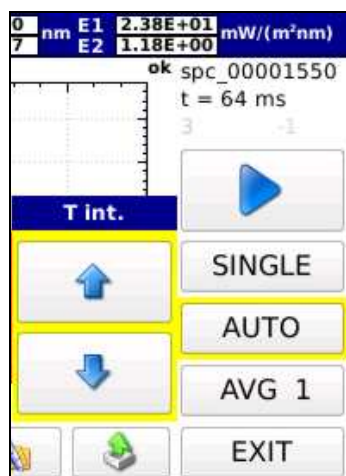 0 nm E1 2.38E+01 mW/(m²nm)
7 E2 1.18E+00
ok spc_00001550
t = 64 ms
3 -1
T int.
SINGLE
AUTO
AVG 1
EXIT